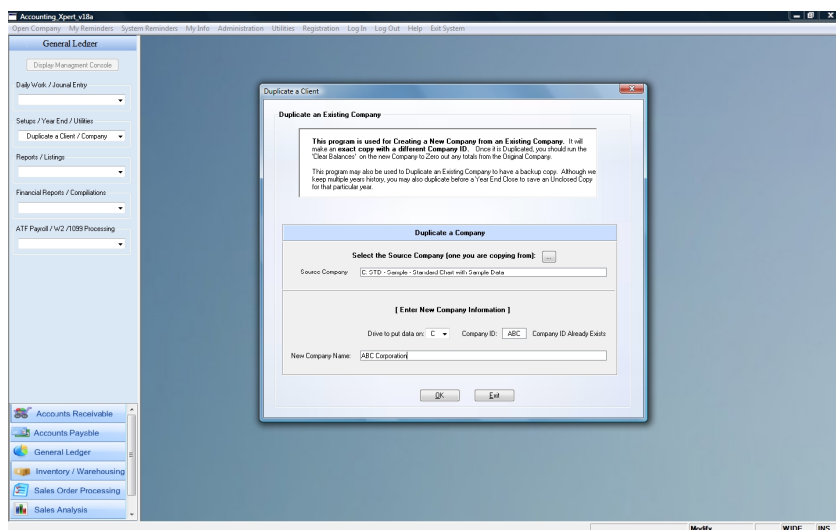 Accounting_Xpert_v18a
Open Company My Reminders System Reminders My Info Administration Utilities Registration Log In Log Out Help Exit System
General Ledger
Display Managment Console
Daily Work / Jounal Entry
Setups / Year End / Utilities
Duplicate a Client / Company
Reports / Listings
Financial Reports / Compliations
ATF Payroll / W2 /1099 Processing
Accounts Receivable
Accounts Payable
General Ledger
Inventory / Warehousing
Sales Order Processing
Sales Analysis
Duplicate a Client
Duplicate an Existing Company
This program is used for Creating a New Company from an Existing Company. It will
make an exact copy with a different Company ID. Once it is Duplicated, you should run the
'Clear Balances' on the new Company to Zero out any totals from the Original Company.
This program may also be used to Duplicate an Existing Company to have a backup copy. Although we
keep multiple years history, you may also duplicate before a Year End Close to save an Unclosed Copy
for that particular year.
Duplicate a Company
Select the Source Company (one you are copying from): ...
Source Company C: STD - Sample - Standard Chart with Sample Data
[ Enter New Company Information ]
Drive to put data on: C Company ID: ABC Company ID Already Exists
New Company Name: ABC Corporation
OK Exit
Modify WIDE INS